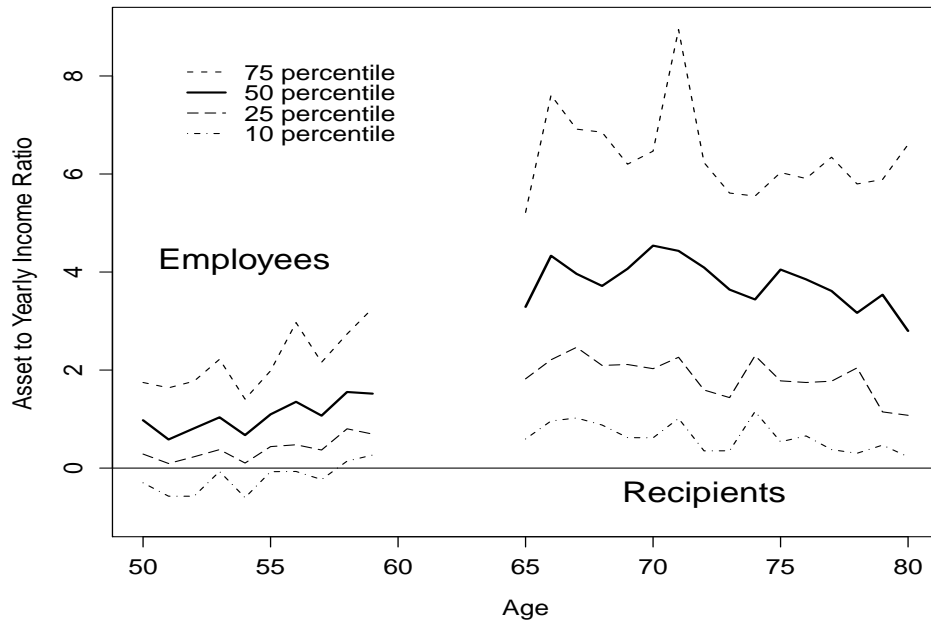 75 percentile
50 percentile
25 percentile
10 percentile
Employees
Recipients
Asset to Yearly Income Ratio
8
6
4
2
0
50 55 60 65 70 75 80
Age